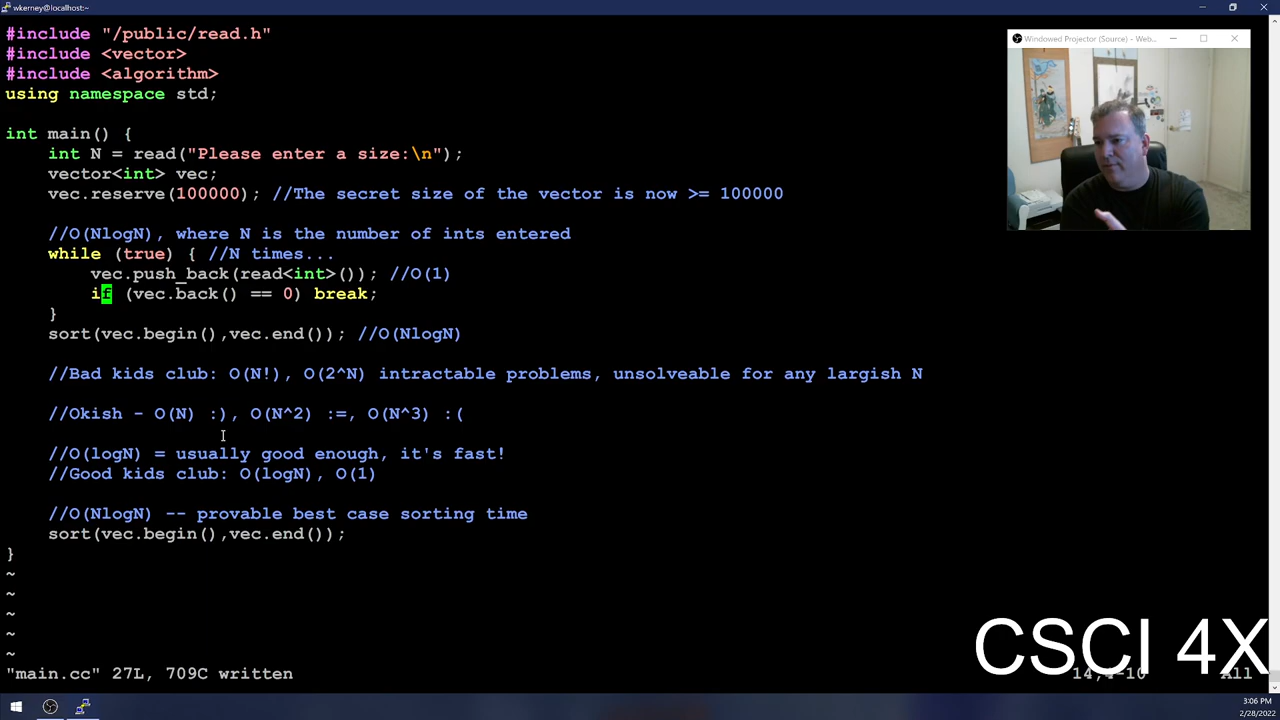 wkerney@localhost:~
#include "/public/read.h"
#include <vector>
#include <algorithm>
using namespace std;
int main() {
int N = read("Please enter a size:\n");
vector<int> vec;
vec.reserve(100000); //The secret size of the vector is now >= 100000
//O(NlogN), where N is the number of ints entered
while (true) { //N times...
vec.push_back(read<int>()); //O(1)
if (vec.back() == 0) break;
}
sort(vec.begin(),vec.end()); //O(NlogN)
//Bad kids club: O(N!), O(2^N) intractable problems, unsolveable for any largish N
//Okish - O(N) :), O(N^2) :=, O(N^3) :(
//O(logN) = usually good enough, it's fast!
//Good kids club: O(logN), O(1)
//O(NlogN) -- provable best case sorting time
sort(vec.begin(),vec.end());
}
~
~
~
~
~
"main.cc" 27L, 709C written
14,4-10 All
Windowed Projector (Source) - Web...
CSCI 4X
3:06 PM
2/28/2022